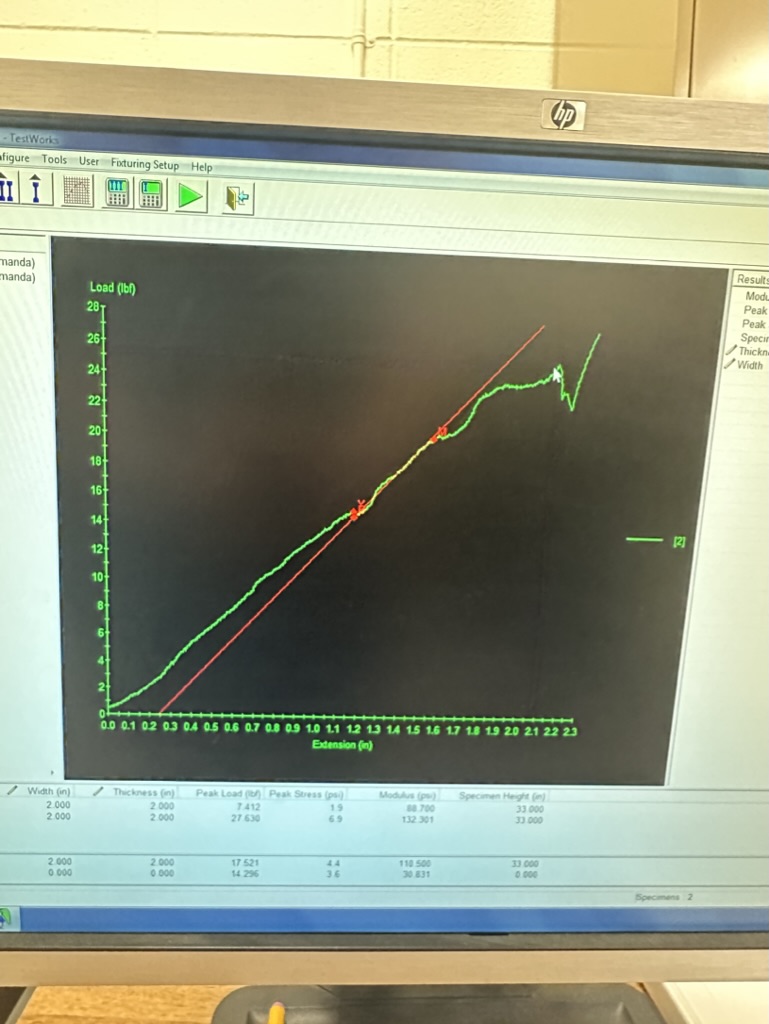 hp
- TestWorks
figure Tools User Fixturing Setup Help
manda)
manda)
Load (lbf)
28
26
24
22
20
18
16
14
12
10
8
6
4
2
0
0.0 0.1 0.2 0.3 0.4 0.5 0.6 0.7 0.8 0.9 1.0 1.1 1.2 1.3 1.4 1.5 1.6 1.7 1.8 1.9 2.0 2.1 2.2 2.3
Extension (in)
[2]
Results
Modu
Peak
Peak
Specir
Thickn
Width
Width (in) Thickness (in) Peak Load (lbf) Peak Stress (psi) Modulus (psi) Specimen Height (in)
2.000 2.000 7.412 1.9 88.700 33.000
2.000 2.000 27.630 6.9 132.301 33.000
2.000 2.000 17.521 4.4 110.500 33.000
0.000 0.000 14.296 3.6 30.831 0.000
Specimens 2